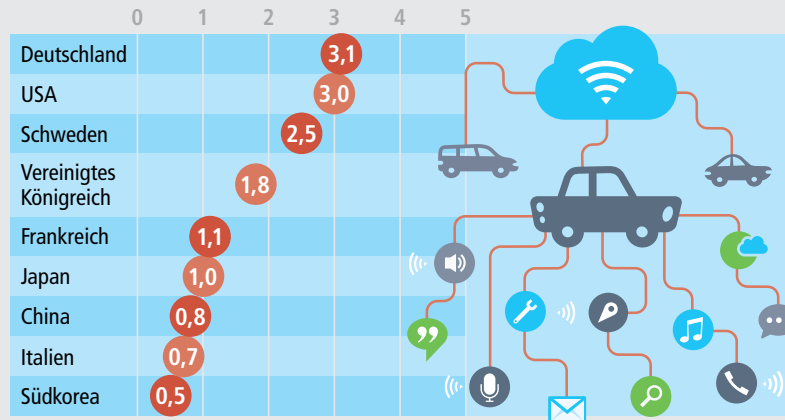 0 1 2 3 4 5
Deutschland 3,1
USA 3,0
Schweden 2,5
Vereinigtes
Königreich 1,8
Frankreich 1,1
Japan 1,0
China 0,8
Italien 0,7
Südkorea 0,5